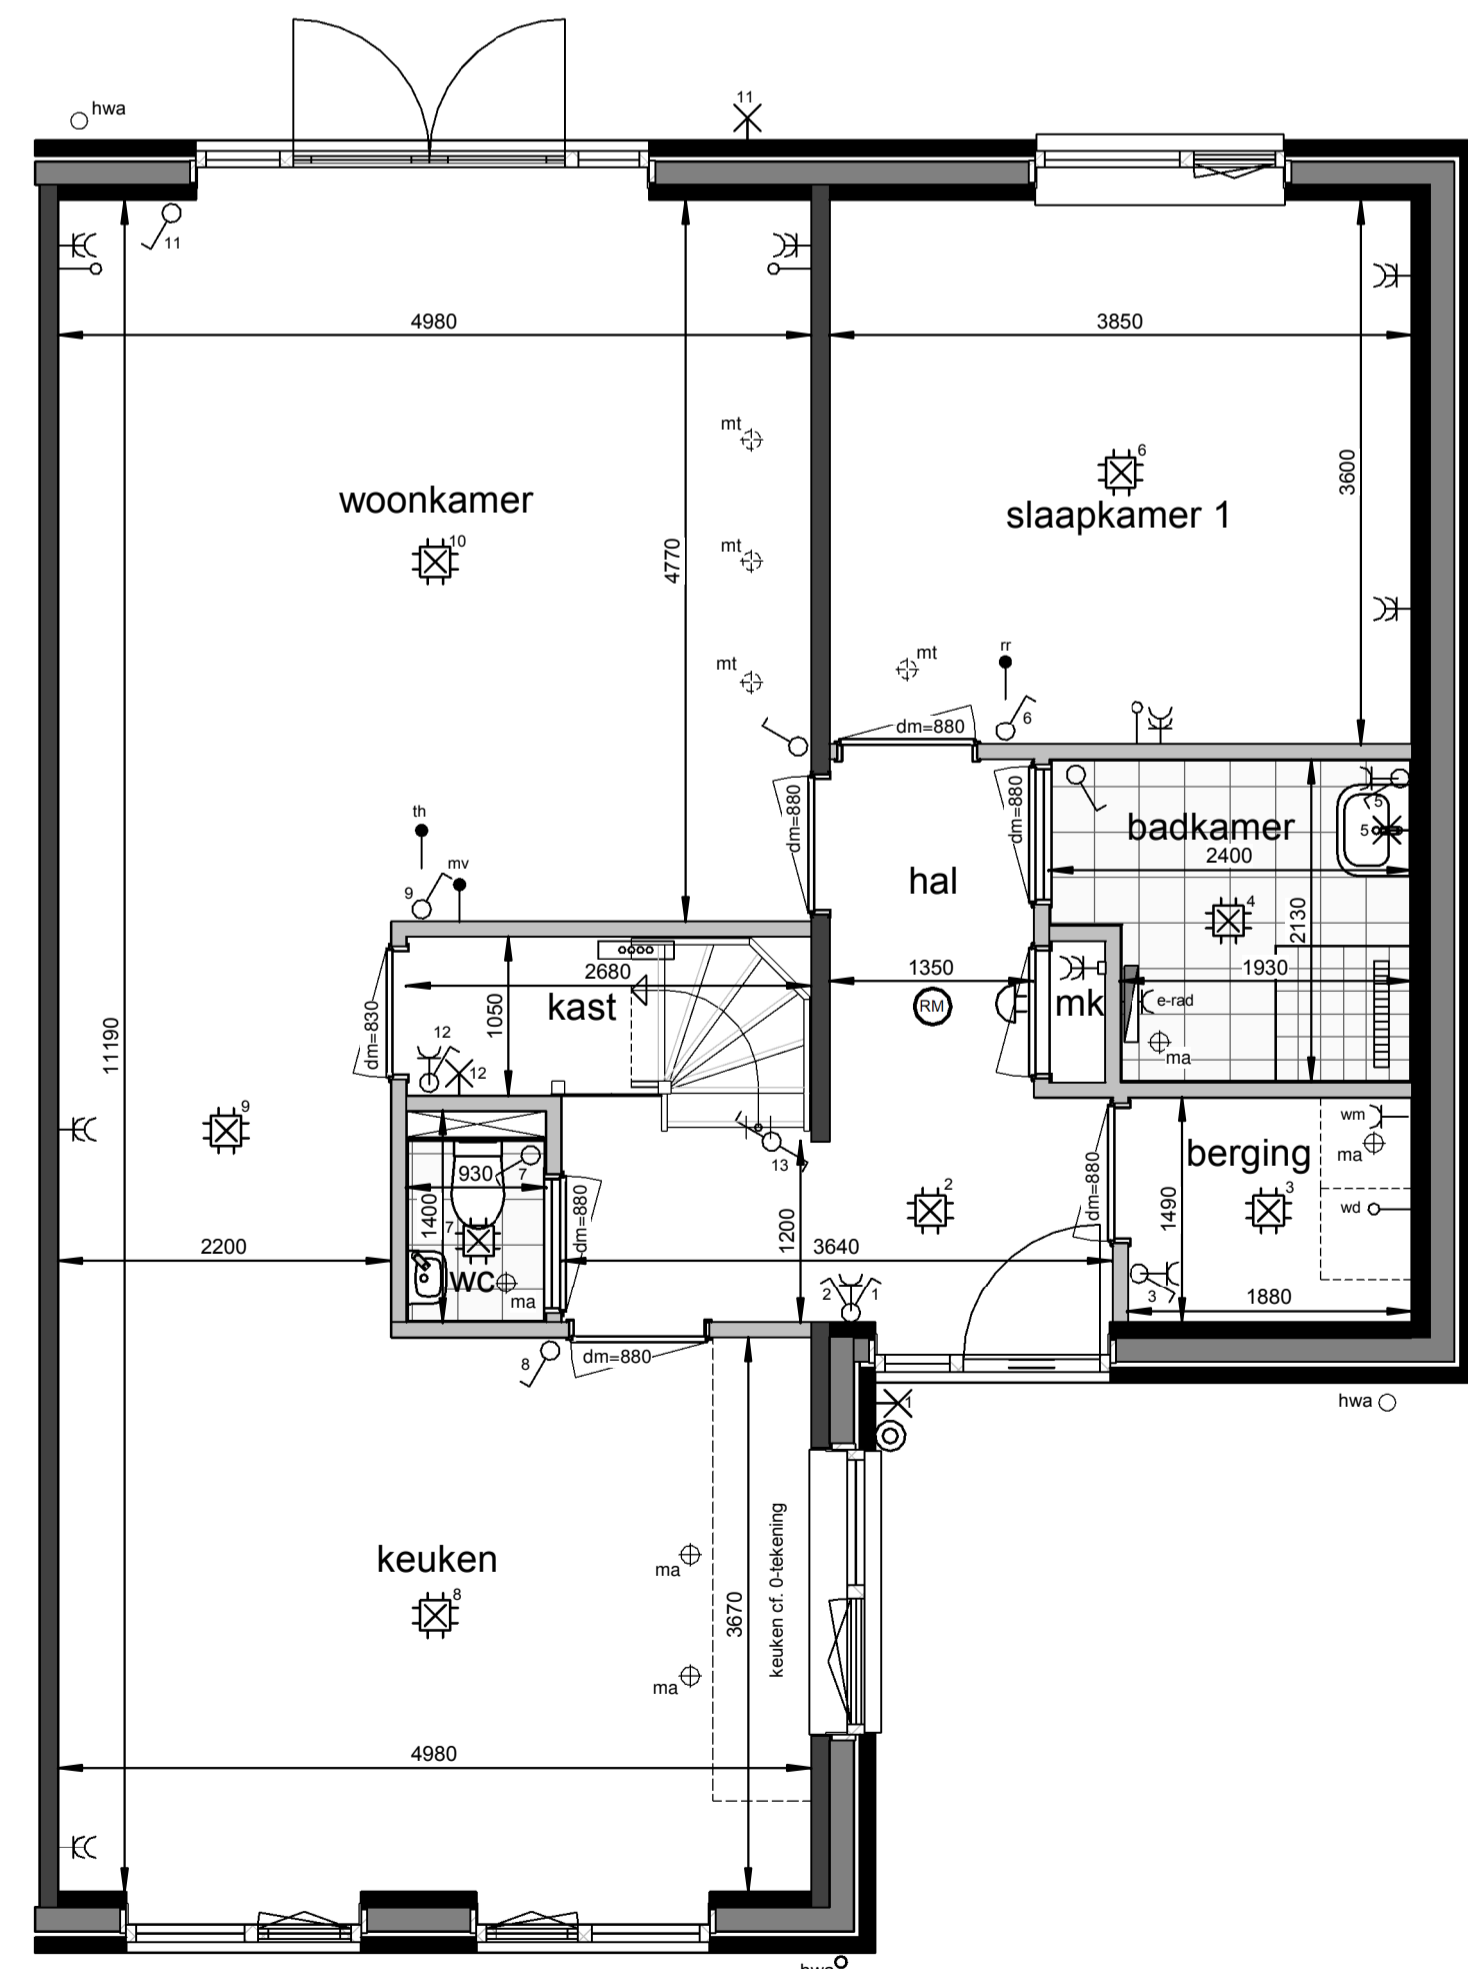 hwa
11
11
4980
3850
mt
6
woonkamer
slaapkamer 1
3600
10
mt
4770
mt
mt
rr
6
dm=880
dm=880
dm=880
badkamer
5
5
2400
th
mv
9
hal
4
2130
2680
1350
1930
kast
RM
mk
e-rad
1050
dm=830
12
12
11190
ma
9
13
wm
ma
berging
930
7
1400
dm=880
2
dm=880
3
1490
wd
7
2200
1200
3640
wc
ma
2
1
3
1880
8
dm=880
1
hwa
keuken
ma
keuken cf. 0-tekening
8
3670
ma
4980
hwa